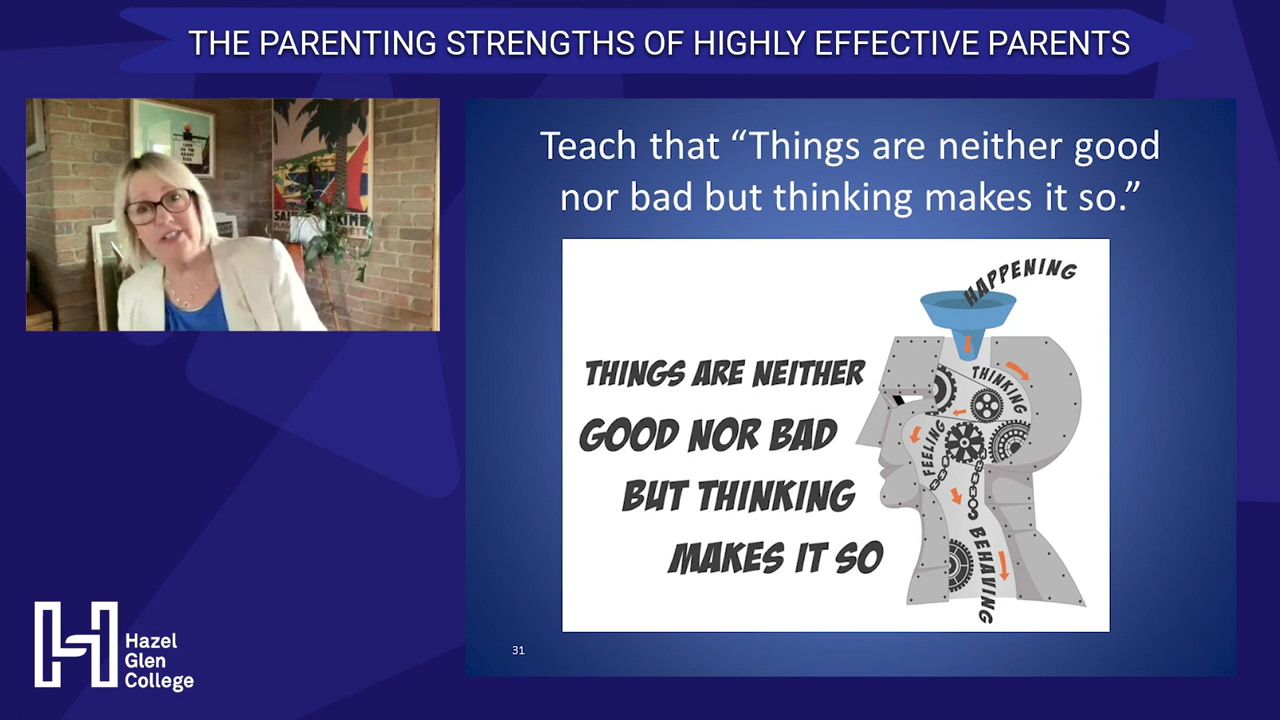 THE PARENTING STRENGTHS OF HIGHLY EFFECTIVE PARENTS
Teach that “Things are neither good
nor bad but thinking makes it so.”
HAPPENING
THINGS ARE NEITHER
GOOD NOR BAD
BUT THINKING
MAKES IT SO
THINKING
FEELING
BEHAVING
31
Hazel
Glen
College